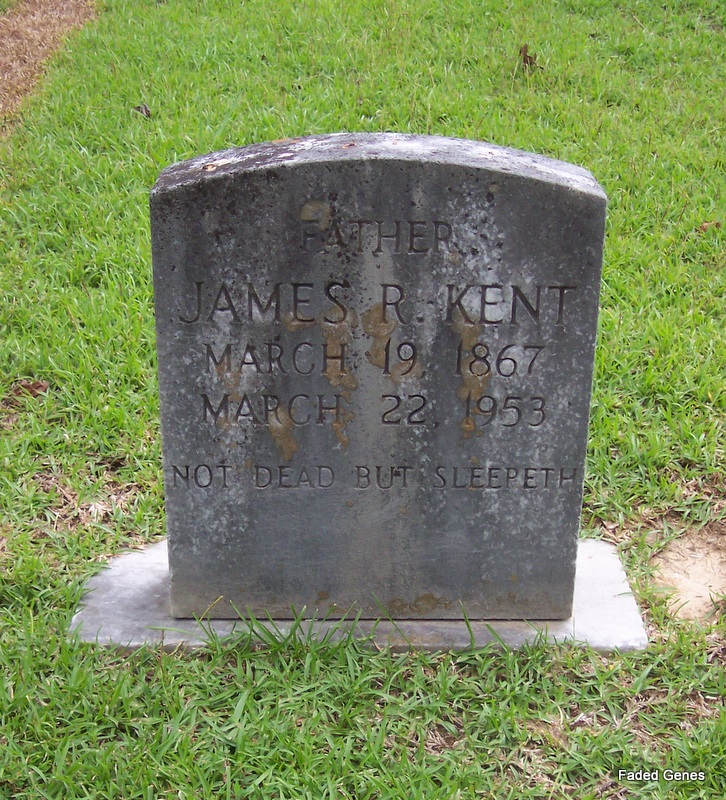 FATHER
JAMES R. KENT
MARCH 19, 1867
MARCH 22, 1953
NOT DEAD BUT SLEEPETH
Faded Genes